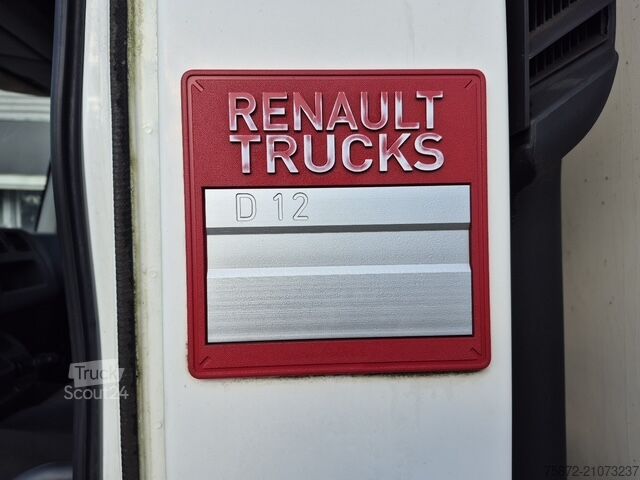 RENAULT
TRUCKS
D 12
Truck
Scout24
75872-21073237